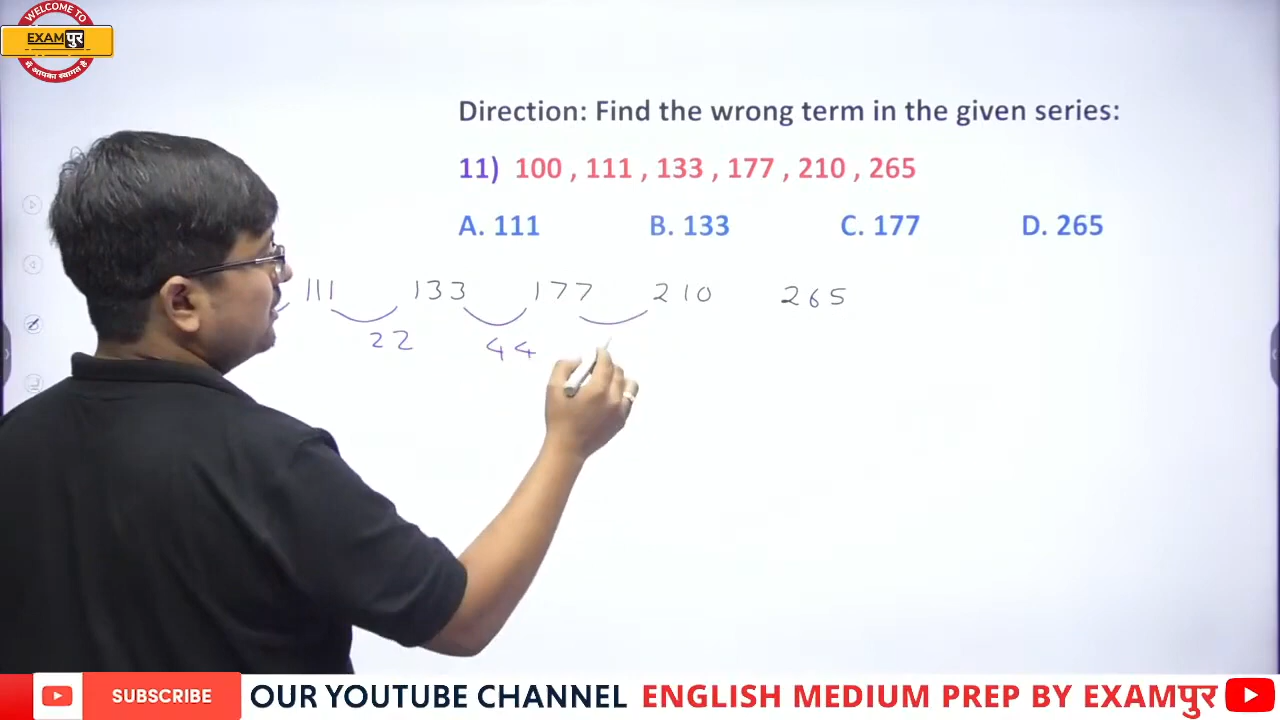 WELCOME TO
EXAMपुर
में आपका स्वागत है
Direction: Find the wrong term in the given series:
11) 100 , 111 , 133 , 177 , 210 , 265
A. 111 B. 133 C. 177 D. 265
111 133 177 210 265
22 44
SUBSCRIBE OUR YOUTUBE CHANNEL ENGLISH MEDIUM PREP BY EXAMपुर